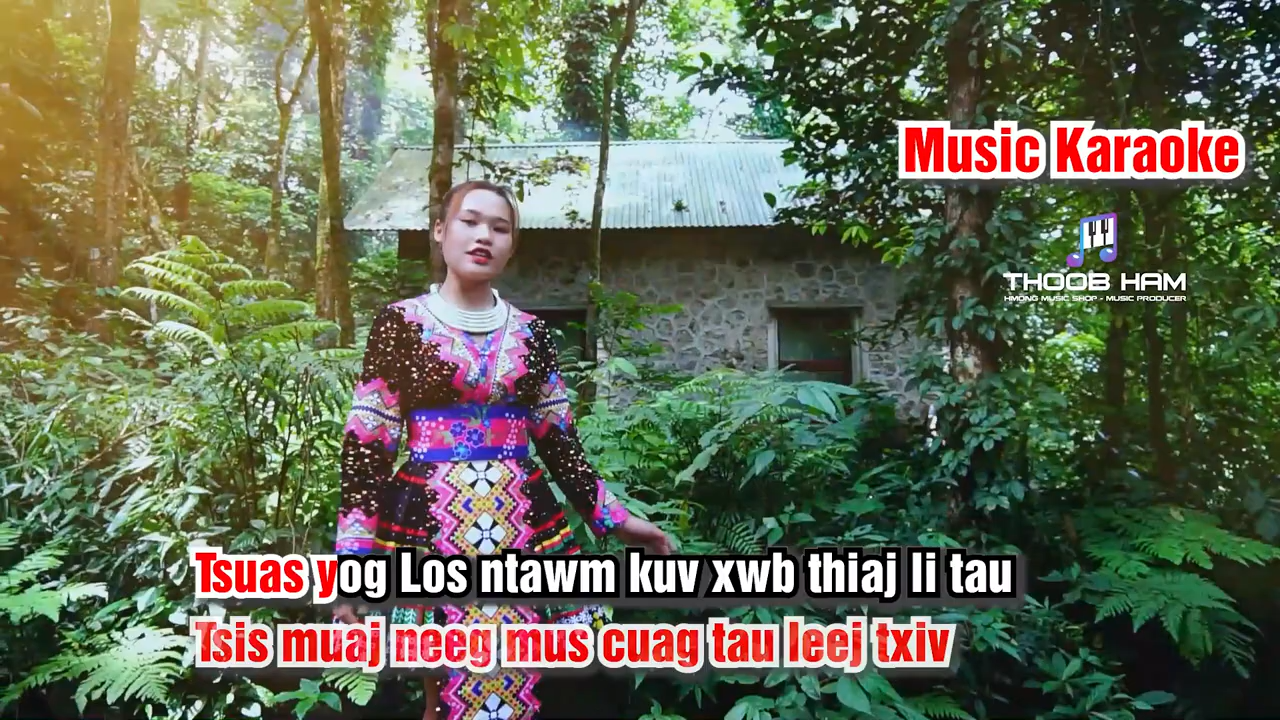 Music Karaoke
THOOB HAM
HMONG MUSIC SHOP - MUSIC PRODUCER
Tsuas yog Los ntawm kuv xwb thiaj li tau
Tsis muaj neeg mus cuag tau leej txiv